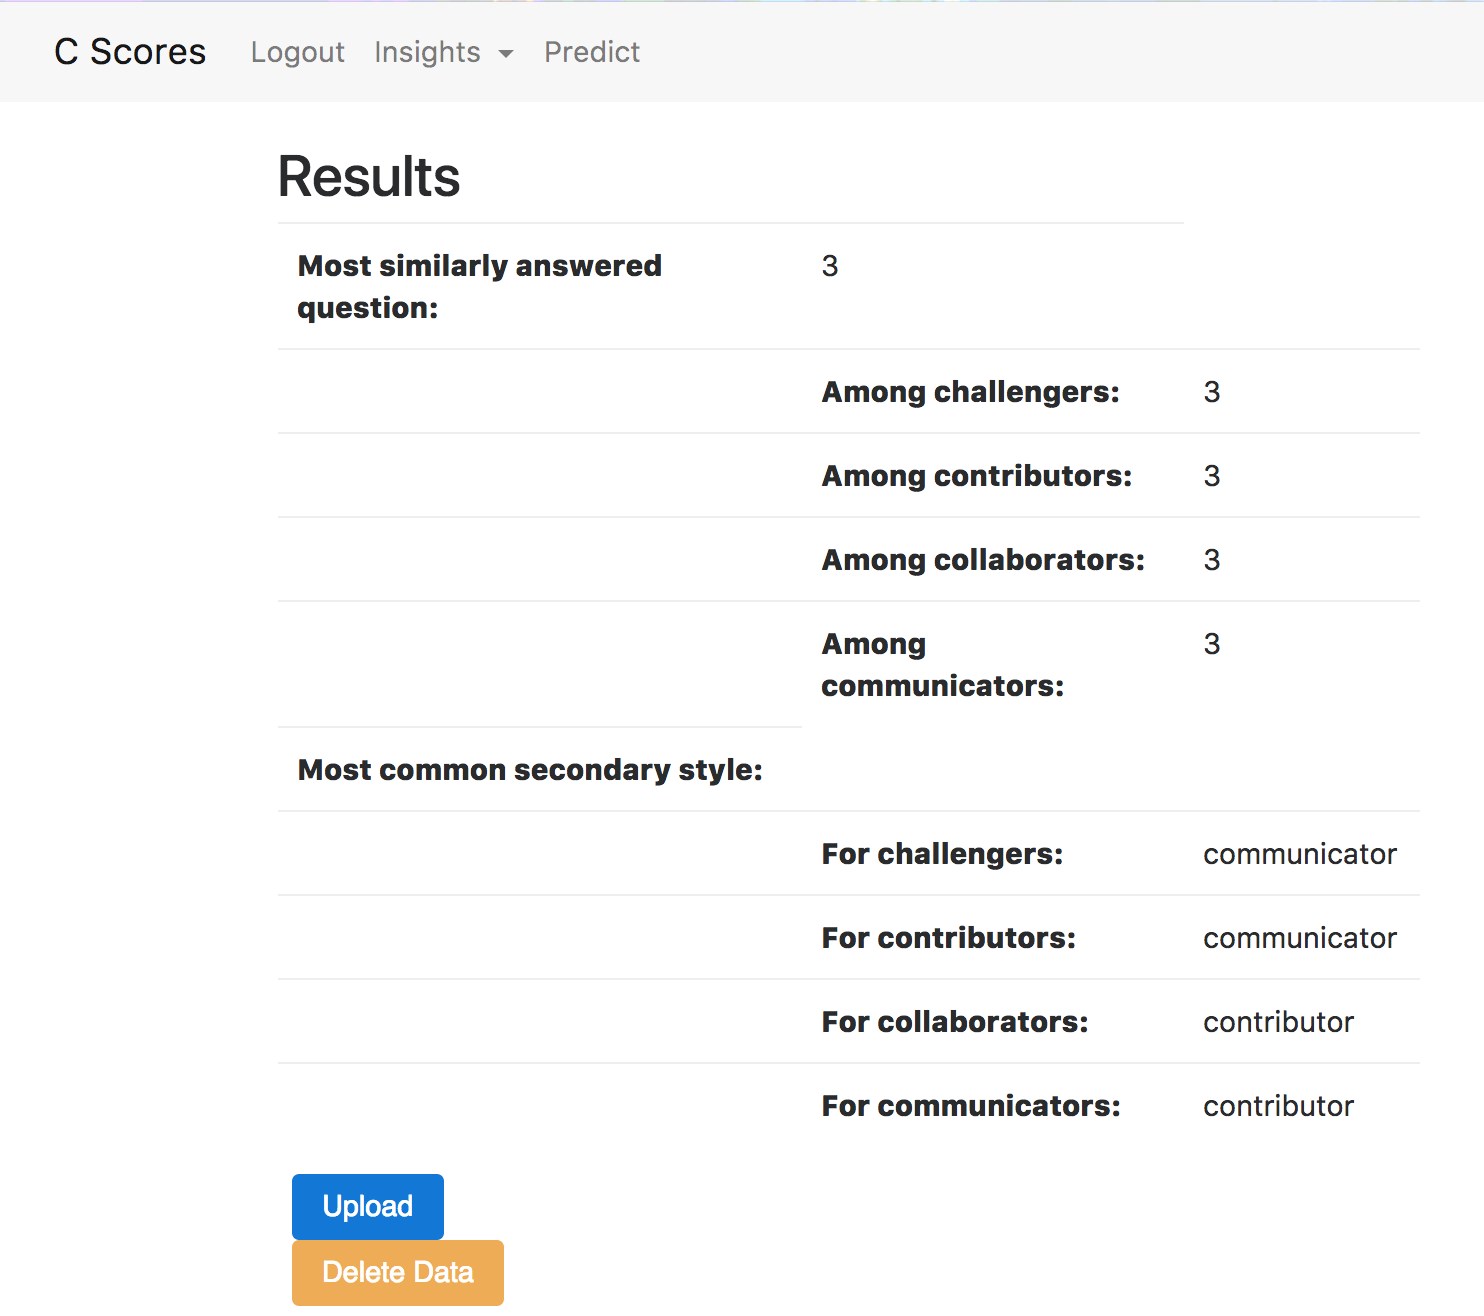 C Scores Logout Insights Predict
Results
Most similarly answered 3
question:
Among challengers: 3
Among contributors: 3
Among collaborators: 3
Among 3
communicators:
Most common secondary style:
For challengers: communicator
For contributors: communicator
For collaborators: contributor
For communicators: contributor
Upload
Delete Data